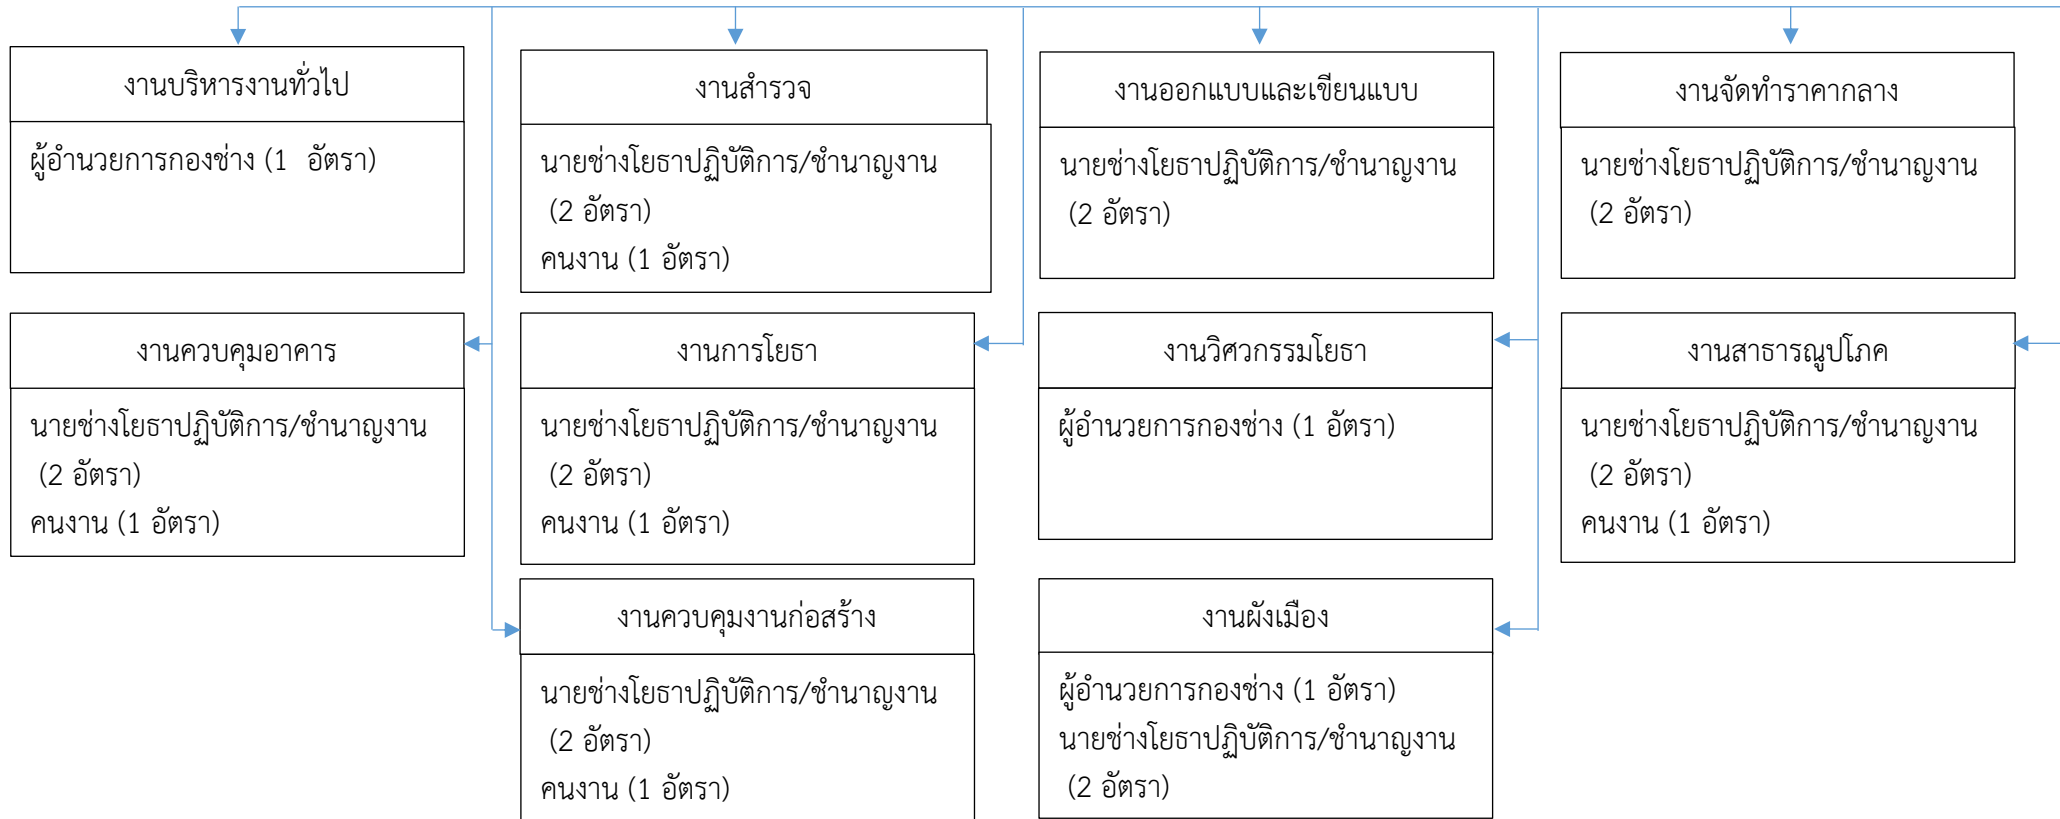 งานบริหารงานทั่วไป
ผู้อำนวยการกองช่าง (1  อัตรา)
งานสำรวจ
นายช่างโยธาปฏิบัติการ/ชำนาญงาน
(2 อัตรา)
คนงาน (1 อัตรา)
งานออกแบบและเขียนแบบ
นายช่างโยธาปฏิบัติการ/ชำนาญงาน
(2 อัตรา)
งานจัดทำราคากลาง
นายช่างโยธาปฏิบัติการ/ชำนาญงาน
(2 อัตรา)
งานควบคุมอาคาร
นายช่างโยธาปฏิบัติการ/ชำนาญงาน
(2 อัตรา)
คนงาน (1 อัตรา)
งานการโยธา
นายช่างโยธาปฏิบัติการ/ชำนาญงาน
(2 อัตรา)
คนงาน (1 อัตรา)
งานวิศวกรรมโยธา
ผู้อำนวยการกองช่าง (1 อัตรา)
งานสาธารณูปโภค
นายช่างโยธาปฏิบัติการ/ชำนาญงาน
(2 อัตรา)
คนงาน (1 อัตรา)
งานควบคุมงานก่อสร้าง
นายช่างโยธาปฏิบัติการ/ชำนาญงาน
(2 อัตรา)
คนงาน (1 อัตรา)
งานผังเมือง
ผู้อำนวยการกองช่าง (1 อัตรา)
นายช่างโยธาปฏิบัติการ/ชำนาญงาน
(2 อัตรา)